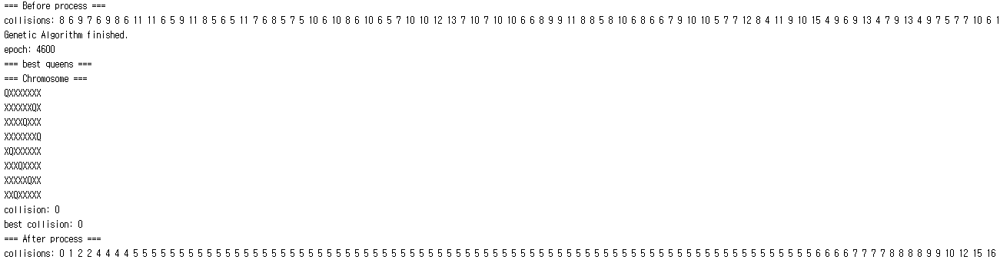 === Before process ===
collisions: 8 6 9 7 6 9 8 6 11 11 6 5 9 11 8 5 6 5 11 7 6 8 5 7 5 10 6 10 8 6 10 6 5 7 10 10 12 13 7 10 7 10 10 6 6 8 9 9 11 8 8 5 8 10 6 8 6 6 7 9 10 10 5 7 7 12 8 4 11 9 10 15 4 9 6 9 13 4 7 9 13 4 9 7 5 7 7 10 6 1
Genetic Algorithm finished.
epoch: 4600
=== best queens ===
=== Chromosome ===
QXXXXXXX
XXXXXXQX
XXXXQXXX
XXXXXXXQ
XQXXXXXX
XXXQXXXX
XXXXXQXX
XXQXXXXX
collision: 0
best collision: 0
=== After process ===
collisions: 0 1 2 2 4 4 4 4 5 5 5 5 5 5 5 5 5 5 5 5 5 5 5 5 5 5 5 5 5 5 5 5 5 5 5 5 5 5 5 5 5 5 5 5 5 5 5 5 5 5 5 5 5 5 5 5 5 5 5 5 5 5 5 5 5 5 5 5 5 5 5 5 5 5 5 5 5 5 5 5 5 5 6 6 6 6 7 7 7 7 8 8 8 8 9 9 10 12 15 16